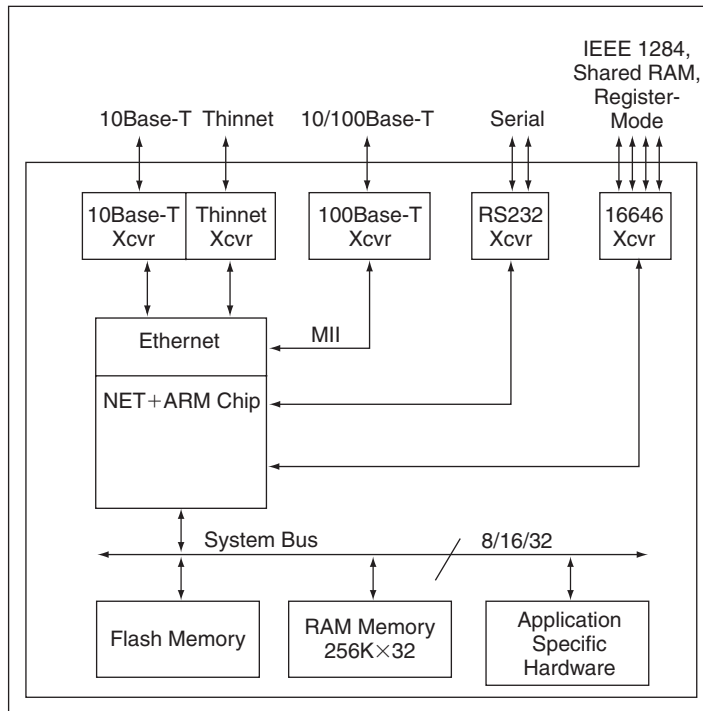 IEEE 1284,
Shared RAM,
Register-
Mode
10Base-T Thinnet
10/100Base-T
Serial
10Base-T
Xcvr
Thinnet
Xcvr
100Base-T
Xcvr
RS232
Xcvr
16646
Xcvr
Ethernet
MII
NET+ARM Chip
System Bus
8/16/32
Flash Memory
RAM Memory
256K×32
Application
Specific
Hardware